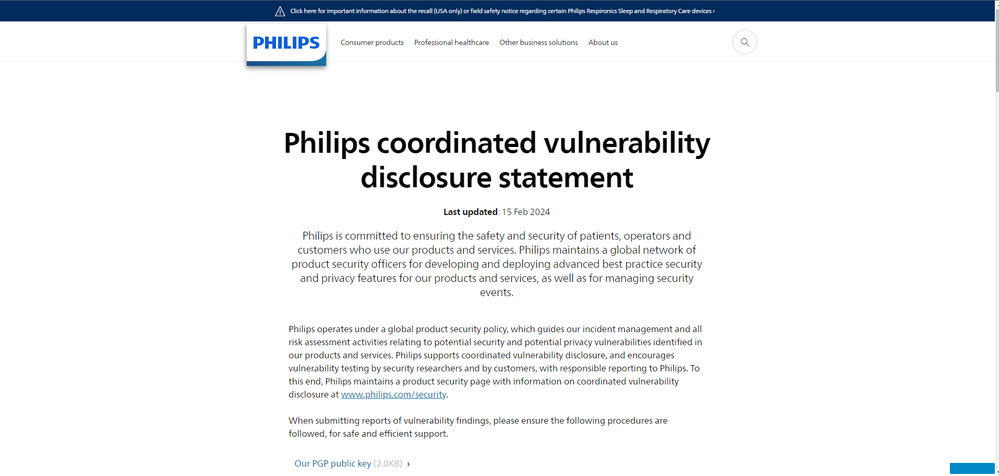 Click here for important information about the recall (USA only) or field safety notice regarding certain Philips Respironics Sleep and Respiratory Care devices ›
PHILIPS
Consumer products
Professional healthcare
Other business solutions
About us
Philips coordinated vulnerability
disclosure statement
Last updated: 15 Feb 2024
Philips is committed to ensuring the safety and security of patients, operators and
customers who use our products and services. Philips maintains a global network of
product security officers for developing and deploying advanced best practice security
and privacy features for our products and services, as well as for managing security
events.
Philips operates under a global product security policy, which guides our incident management and all
risk assessment activities relating to potential security and potential privacy vulnerabilities identified in
our products and services. Philips supports coordinated vulnerability disclosure, and encourages
vulnerability testing by security researchers and by customers, with responsible reporting to Philips. To
this end, Philips maintains a product security page with information on coordinated vulnerability
disclosure at www.philips.com/security.
When submitting reports of vulnerability findings, please ensure the following procedures are
followed, for safe and efficient support.
Our PGP public key (2.0KB) ›